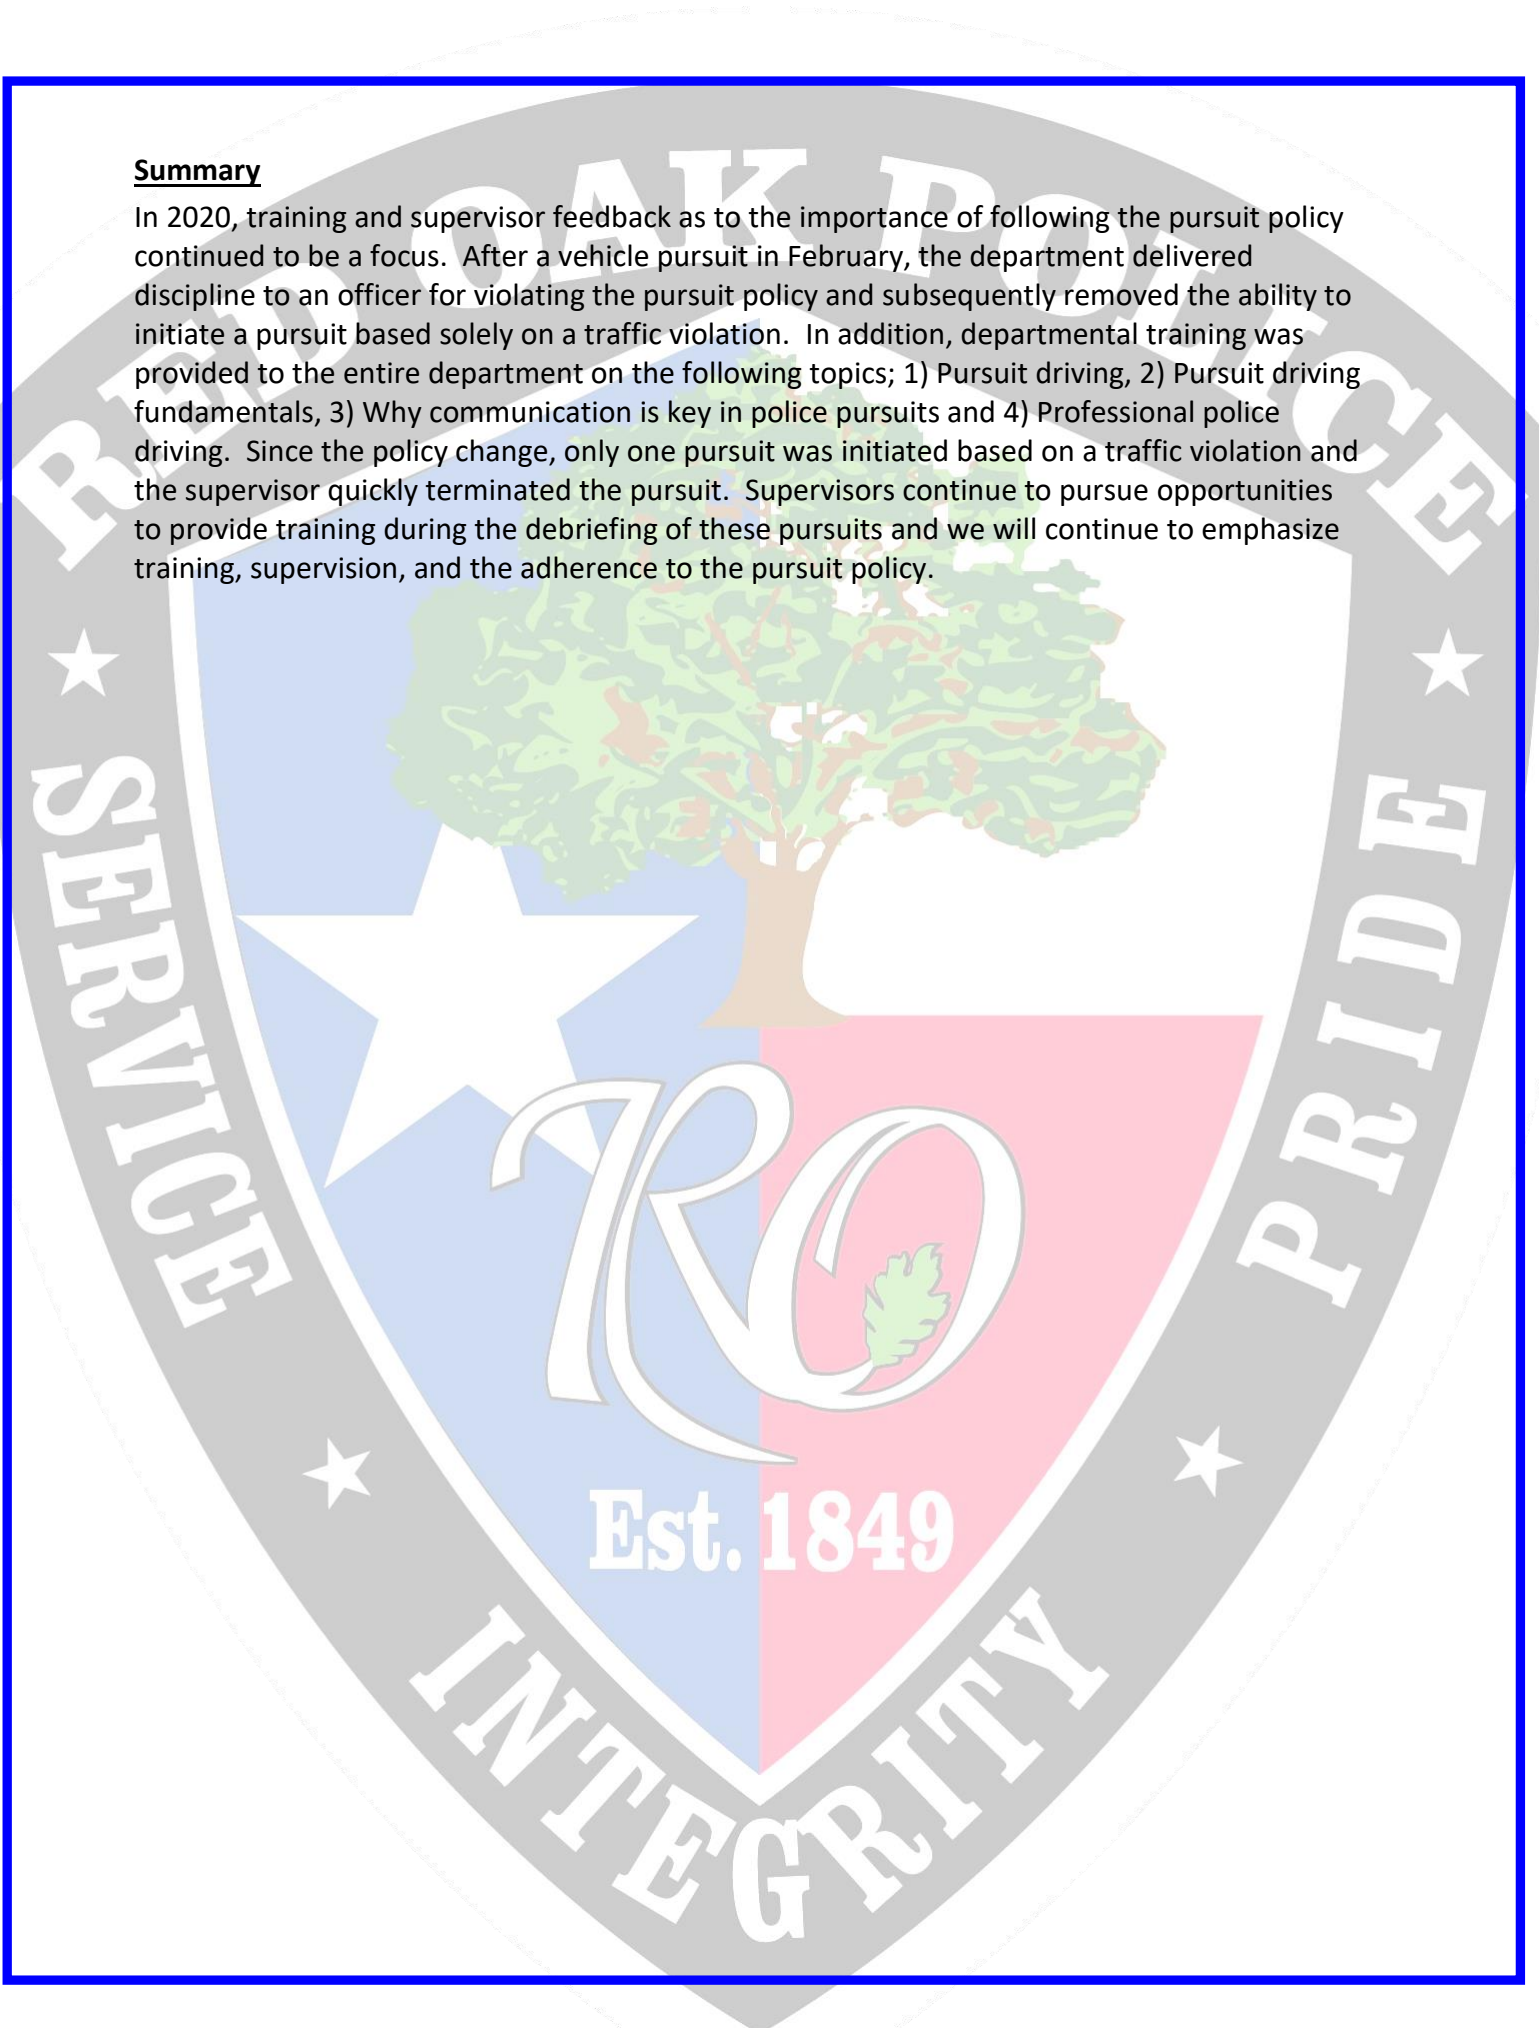 Summary
In 2020, training and supervisor feedback as to the importance of following the pursuit policy
continued to be a focus.  After a vehicle pursuit in February, the department delivered
discipline to an officer for violating the pursuit policy and subsequently removed the ability to
initiate a pursuit based solely on a traffic violation.  In addition, departmental training was
provided to the entire department on the following topics; 1) Pursuit driving, 2) Pursuit driving
fundamentals, 3) Why communication is key in police pursuits and 4) Professional police
driving.  Since the policy change, only one pursuit was initiated based on a traffic violation and
the supervisor quickly terminated the pursuit.  Supervisors continue to pursue opportunities
to provide training during the debriefing of these pursuits and we will continue to emphasize
training, supervision, and the adherence to the pursuit policy.
RED OAK POLICE
SERVICE
PRIDE
RO
Est. 1849
INTEGRITY